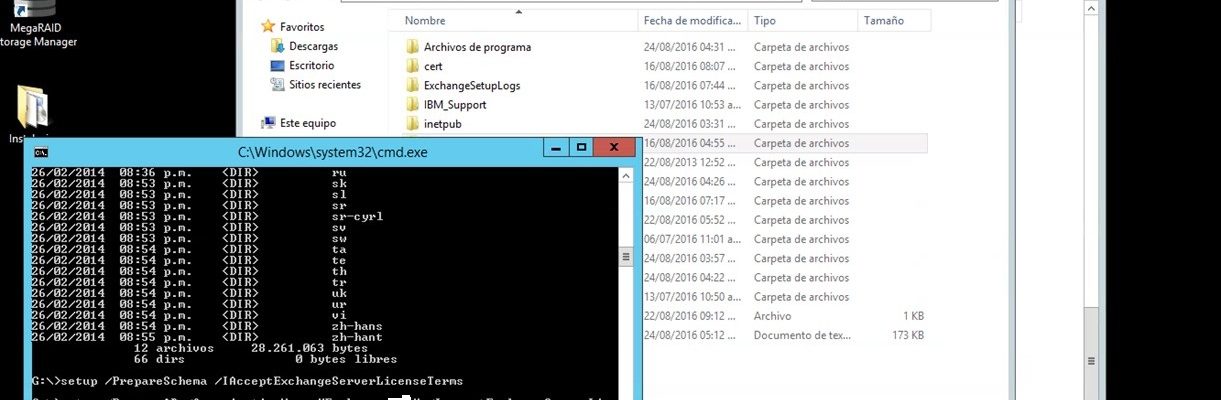 MegaRAID
torage Manager
Nombre
Fecha de modifica...
Tipo
Tamaño
Favoritos
Descargas
Escritorio
Sitios recientes
Este equipo
Archivos de programa 24/08/2016 04:31 ... Carpeta de archivos
cert 16/08/2016 08:07 ... Carpeta de archivos
ExchangeSetupLogs 16/08/2016 07:44 ... Carpeta de archivos
IBM_Support 13/07/2016 10:53 a... Carpeta de archivos
inetpub 24/08/2016 03:31 ... Carpeta de archivos
16/08/2016 04:55 ... Carpeta de archivos
22/08/2013 12:52 ... Carpeta de archivos
24/08/2016 04:26 ... Carpeta de archivos
16/08/2016 07:17 ... Carpeta de archivos
22/08/2016 05:52 ... Carpeta de archivos
06/07/2016 11:01 a... Carpeta de archivos
24/08/2016 03:57 ... Carpeta de archivos
24/08/2016 04:22 ... Carpeta de archivos
13/07/2016 10:50 a... Carpeta de archivos
22/08/2016 09:12 ... Archivo 1 KB
24/08/2016 05:12 ... Documento de tex... 173 KB
C:\Windows\system32\cmd.exe
26/02/2014 08:36 p.m. <DIR> ru
26/02/2014 08:53 p.m. <DIR> sk
26/02/2014 08:53 p.m. <DIR> sl
26/02/2014 08:53 p.m. <DIR> sr
26/02/2014 08:53 p.m. <DIR> sr-cyrl
26/02/2014 08:53 p.m. <DIR> sv
26/02/2014 08:53 p.m. <DIR> sw
26/02/2014 08:54 p.m. <DIR> ta
26/02/2014 08:54 p.m. <DIR> te
26/02/2014 08:54 p.m. <DIR> th
26/02/2014 08:54 p.m. <DIR> tr
26/02/2014 08:54 p.m. <DIR> uk
26/02/2014 08:54 p.m. <DIR> ur
26/02/2014 08:54 p.m. <DIR> vi
26/02/2014 08:54 p.m. <DIR> zh-hans
26/02/2014 08:55 p.m. <DIR> zh-hant
12 archivos 28.261.063 bytes
66 dirs 0 bytes libres
G:\>setup /PrepareSchema /IAcceptExchangeServerLicenseTerms